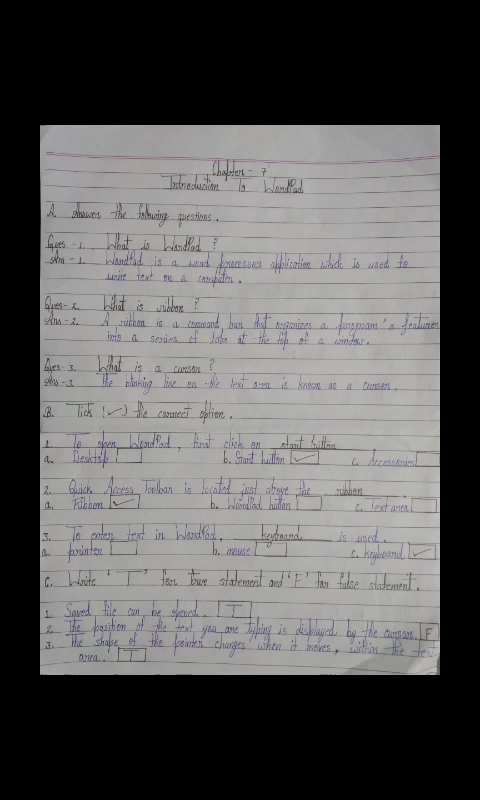 Chapter - 7
Introduction to WordPad
A. Answer the following questions.
Ques - 1. What is WordPad ?
Ans - 1. WordPad is a word processor application which is used to
write text on a computer.
Ques - 2. What is ribbon ?
Ans - 2. A ribbon is a command bar that organizes a program's features
into a series of tabs at the top of a window.
Ques - 3. What is a cursor ?
Ans - 3. The blinking line on the text area is known as a cursor.
B. Tick (✓) the correct option.
1. To open WordPad, first click on start button
a. Desktop b. Start button ✓ c. Accessories
2. Quick Access Toolbar is located just above the ribbon.
a. Ribbon ✓ b. WordPad button c. Text area
3. To enter text in WordPad, keyboard is used.
a. printer b. mouse c. keyboard ✓
C. Write 'T' for true statement and 'F' for false statement.
1. Saved file can be opened. T
2. The position of the text you are typing is displayed by the cursor. F
3. The shape of the pointer changes when it moves, within the text
area. T